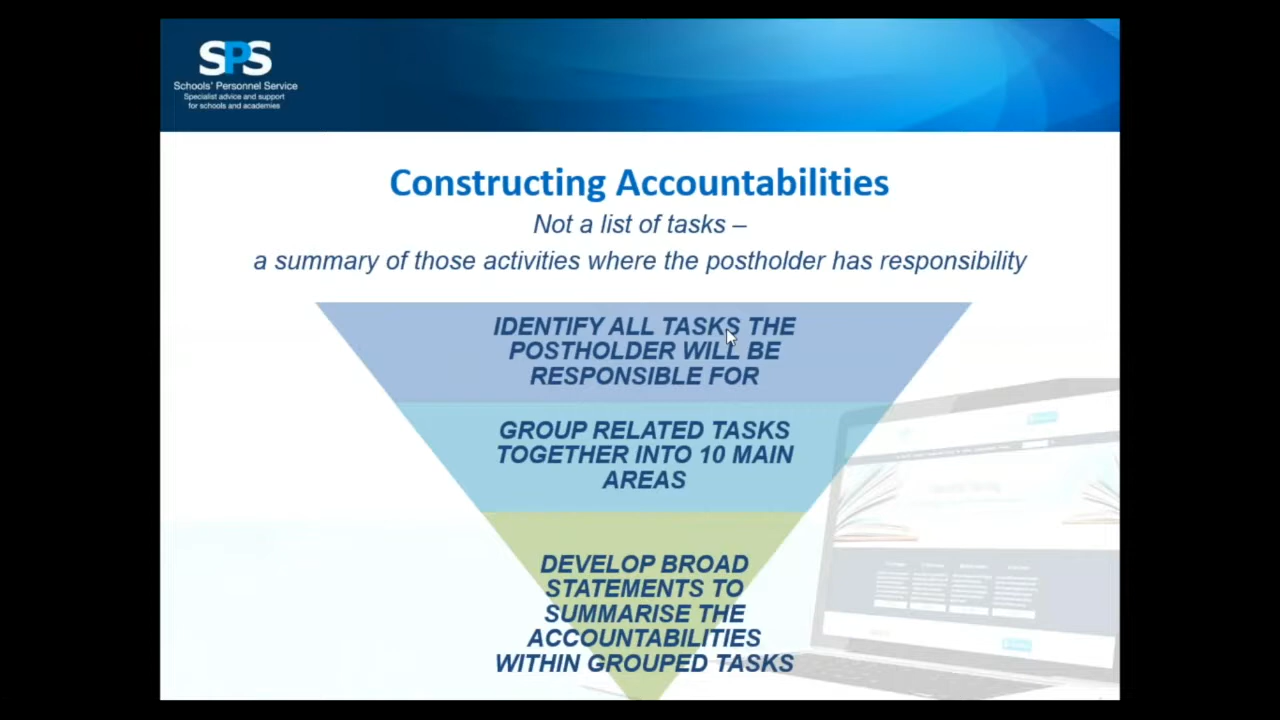 SPS
Schools' Personnel Service
Specialist advice and support
for schools and academies
Constructing Accountabilities
Not a list of tasks –
a summary of those activities where the postholder has responsibility
IDENTIFY ALL TASKS THE
POSTHOLDER WILL BE
RESPONSIBLE FOR
GROUP RELATED TASKS
TOGETHER INTO 10 MAIN
AREAS
DEVELOP BROAD
STATEMENTS TO
SUMMARISE THE
ACCOUNTABILITIES
WITHIN GROUPED TASKS